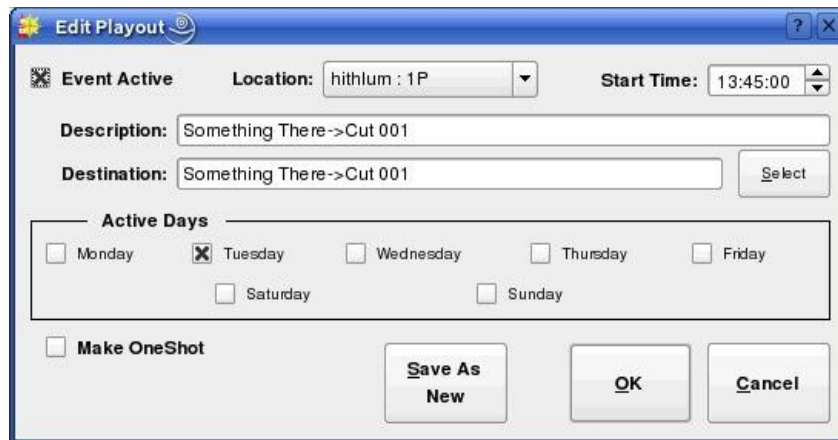 Edit Playout
Event Active Location: hithlum : 1P Start Time: 13:45:00
Description: Something There->Cut 001
Destination: Something There->Cut 001 Select
Active Days
Monday Tuesday Wednesday Thursday Friday
Saturday Sunday
Make OneShot
Save As
New
OK
Cancel